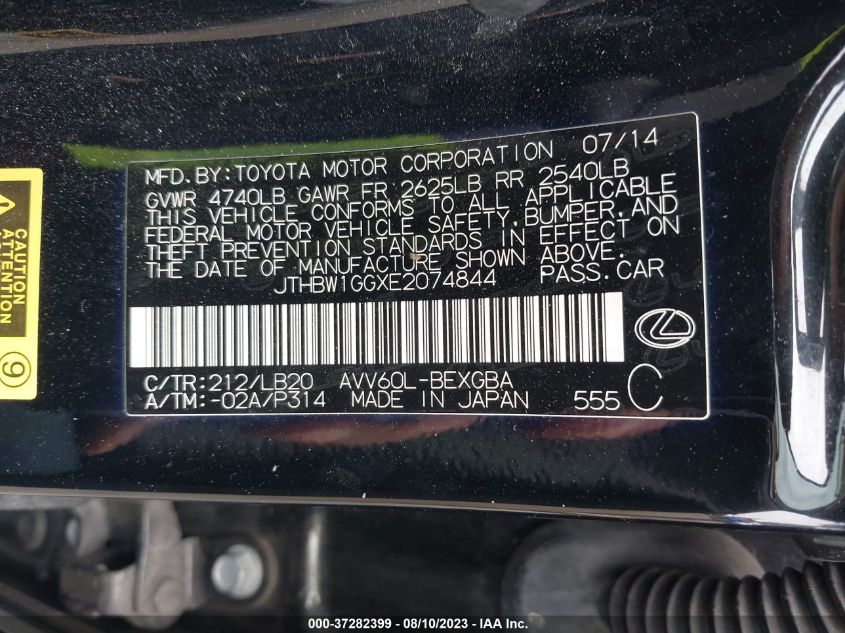 MFD.BY:TOYOTA MOTOR CORPORATION 07/14
GVWR 4740LB GAWR FR 2625LB RR 2540LB
THIS VEHICLE CONFORMS TO ALL APPLICABLE
FEDERAL MOTOR VEHICLE SAFETY,BUMPER,AND
THEFT PREVENTION STANDARDS IN EFFECT ON
THE DATE OF MANUFACTURE SHOWN ABOVE.
JTHBW1GGXE2074844 PASS.CAR
C/TR:212/LB20 AVV60L-BEXGBA
A/TM:-02A/P314 MADE IN JAPAN 555 C
CAUTION
ATTENTION
9
000-37282399 - 08/10/2023 - IAA Inc.